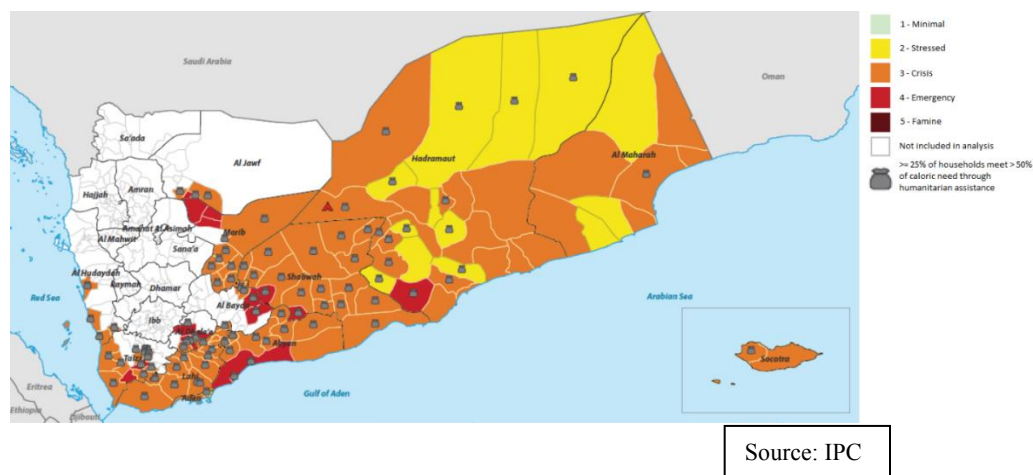 Saudi Arabia
Oman
Sa'ada
Al Jawf
Hadramaut
Al Maharah
Hajjah
Amran
Amanat Al Asimah
Marib
Al Mahwit
Sana'a
Al Hudaydah
Raymah
Dhamar
Shabwah
Red Sea
Al Bayda
Ibb
Arabian Sea
Abyan
Taizz
Lahj
Socotra
Aden
Eritrea
Gulf of Aden
Ethiopia
Djibouti
1 - Minimal
2 - Stressed
3 - Crisis
4 - Emergency
5 - Famine
Not included in analysis
>= 25% of households meet > 50%
of caloric need through
humanitarian assistance
Source: IPC